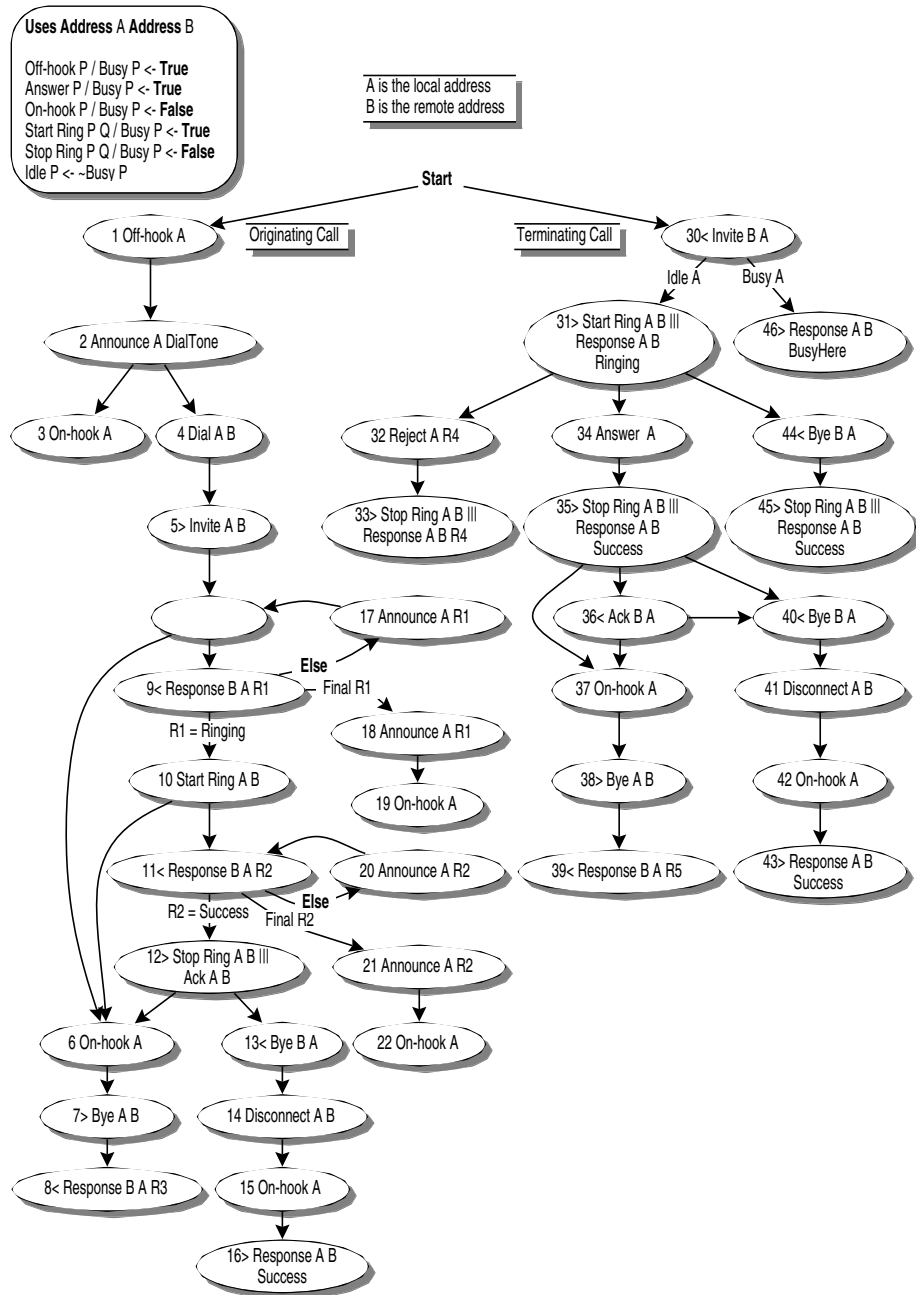 Uses Address A Address B
Off-hook P / Busy P <- True
Answer P / Busy P <- True
On-hook P / Busy P <- False
Start Ring P Q / Busy P <- True
Stop Ring P Q / Busy P <- False
Idle P <- ~Busy P
A is the local address
B is the remote address
Start
1 Off-hook A
Originating Call
Terminating Call
30< Invite B A
Idle A
Busy A
2 Announce A DialTone
31> Start Ring A B |||
Response A B
Ringing
46> Response A B
BusyHere
3 On-hook A
4 Dial A B
32 Reject A R4
34 Answer A
44< Bye B A
5> Invite A B
33> Stop Ring A B |||
Response A B R4
35> Stop Ring A B |||
Response A B
Success
45> Stop Ring A B |||
Response A B
Success
17 Announce A R1
36< Ack B A
40< Bye B A
Else
9< Response B A R1
Final R1
37 On-hook A
41 Disconnect A B
R1 = Ringing
18 Announce A R1
10 Start Ring A B
19 On-hook A
38> Bye A B
42 On-hook A
11< Response B A R2
20 Announce A R2
39< Response B A R5
43> Response A B
Success
Else
R2 = Success
Final R2
12> Stop Ring A B |||
Ack A B
21 Announce A R2
6 On-hook A
13< Bye B A
22 On-hook A
7> Bye A B
14 Disconnect A B
8< Response B A R3
15 On-hook A
16> Response A B
Success